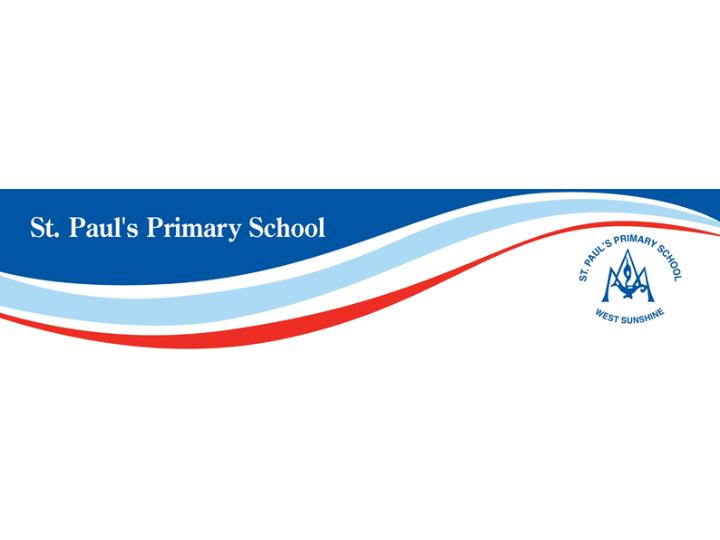 St. Paul's Primary School
ST. PAUL'S PRIMARY SCHOOL
WEST SUNSHINE